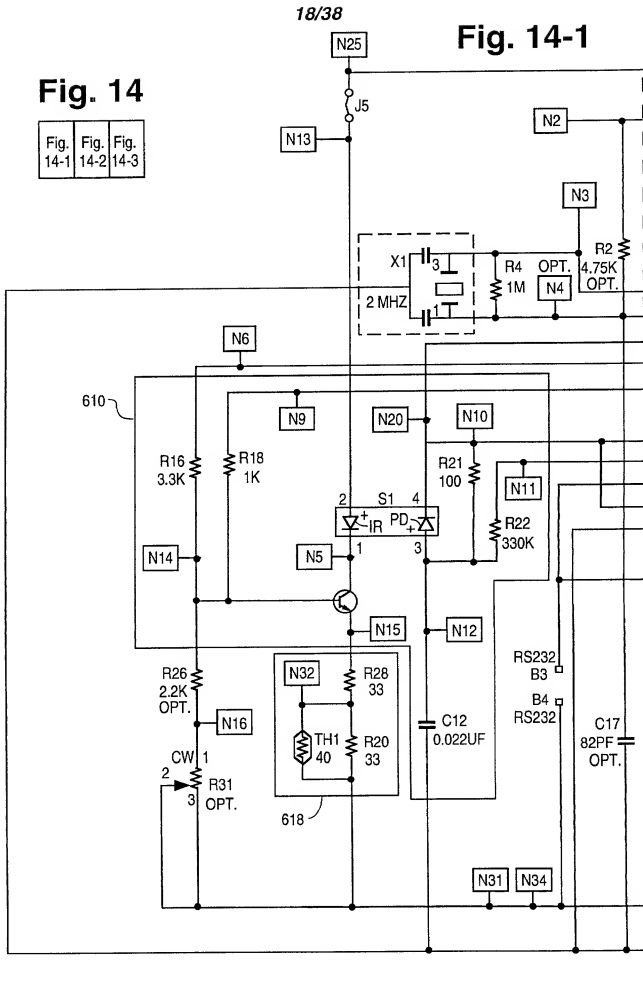 18/38
Fig. 14-1
N25
Fig. 14
J5
Fig. 14-1
Fig. 14-2
Fig. 14-3
N13
N2
N3
X1
3
R4
1M
OPT.
N4
R2
4.75K
OPT.
2 MHZ
1
N6
610
N9
N20
N10
R16
3.3K
R18
1K
R21
100
N11
2
S1
4
+
IR
PD
+
R22
330K
N14
N5
1
3
N15
N12
RS232
B3
R26
2.2K
OPT.
N32
R28
33
B4
RS232
N16
TH1
40
R20
33
C12
0.022UF
C17
82PF
OPT.
CW
1
2
R31
OPT.
3
618
N31
N34